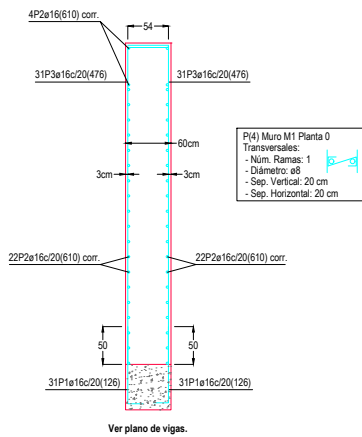 54
4P2ø16(610) corr.
31P3ø16c/20(476)
31P3ø16c/20(476)
P(4) Muro M1 Planta 0
Transversales:
- Núm. Ramas: 1
- Diámetro: ø8
- Sep. Vertical: 20 cm
- Sep. Horizontal: 20 cm
60cm
3cm
3cm
22P2ø16c/20(610) corr.
22P2ø16c/20(610) corr.
50
50
31P1ø16c/20(126)
31P1ø16c/20(126)
Ver plano de vigas.